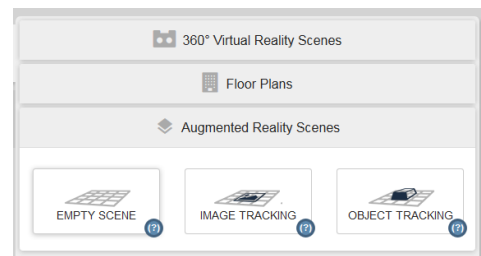 360° Virtual Reality Scenes
Floor Plans
Augmented Reality Scenes
EMPTY SCENE
(?)
IMAGE TRACKING
(?)
OBJECT TRACKING
(?)